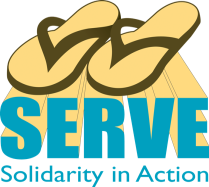 SERVE
Solidarity in Action